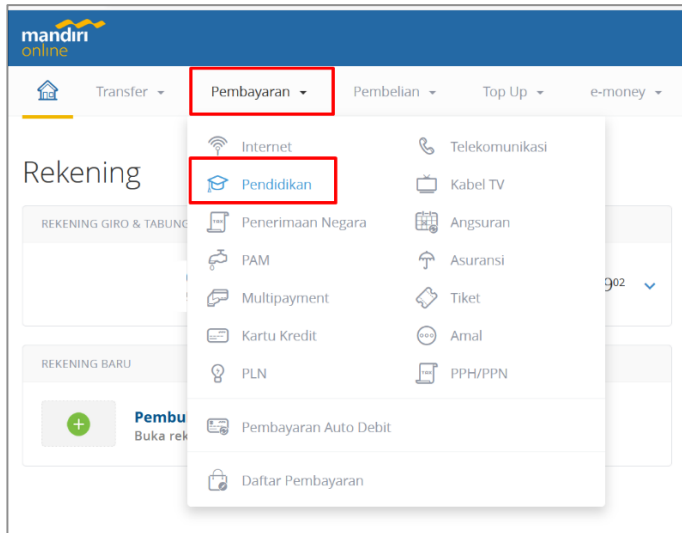 mandiri
online
Transfer
Pembayaran
Pembelian
Top Up
e-money
Rekening
REKENING GIRO & TABUNG
902
REKENING BARU
Pembu
Buka rek
Internet
Telekomunikasi
Pendidikan
Kabel TV
Penerimaan Negara
Angsuran
PAM
Asuransi
Multipayment
Tiket
Kartu Kredit
Amal
PLN
PPH/PPN
Pembayaran Auto Debit
Daftar Pembayaran